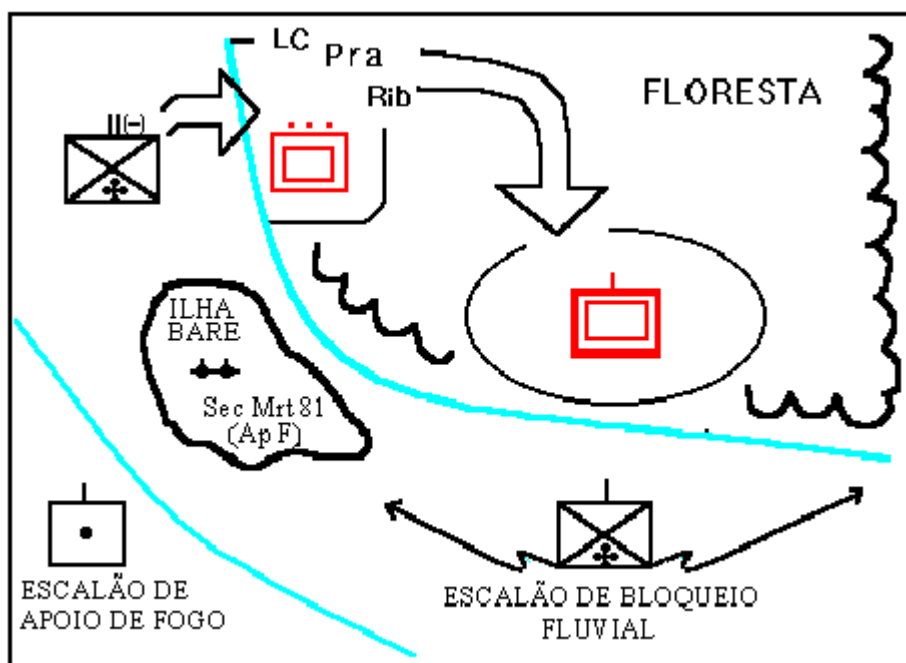 LC
Pra
Rib
FLORESTA
II(-)
ILHA
BARE
Sec Mrt 81
(Ap F)
ESCALÃO DE
APOIO DE FOGO
ESCALÃO DE BLOQUEIO
FLUVIAL